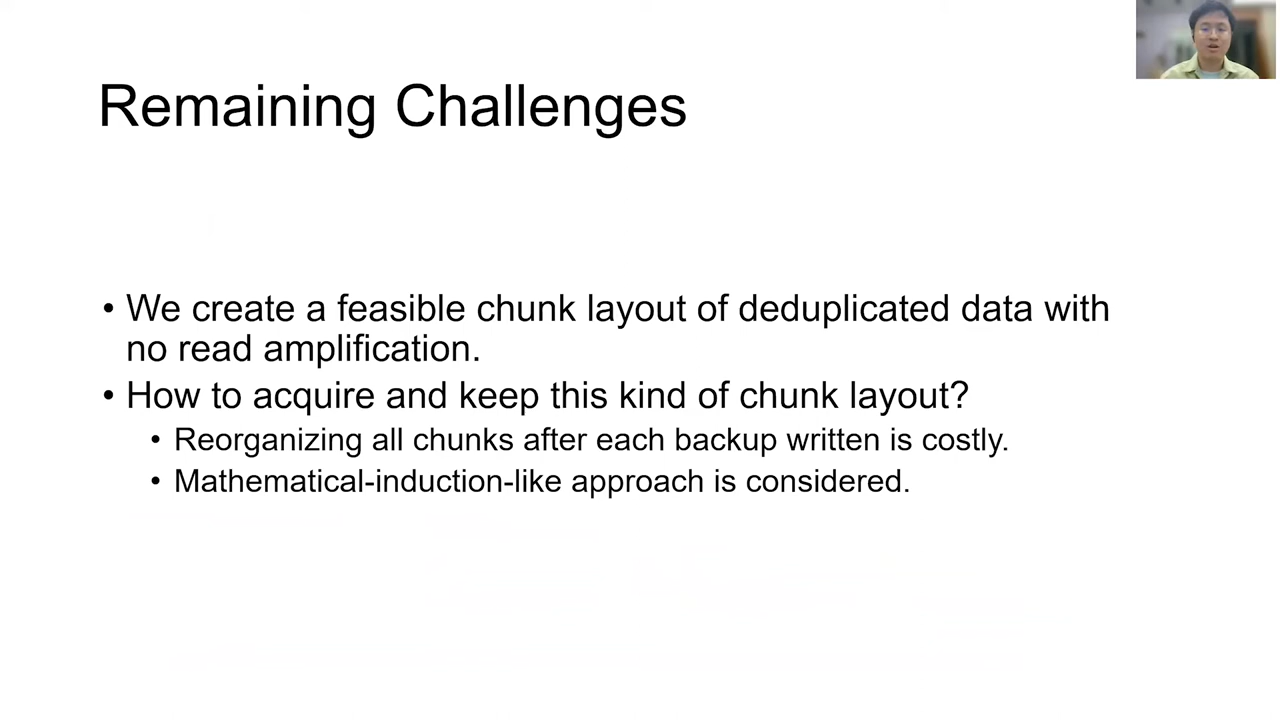 Remaining Challenges
• We create a feasible chunk layout of deduplicated data with
no read amplification.
• How to acquire and keep this kind of chunk layout?
• Reorganizing all chunks after each backup written is costly.
• Mathematical-induction-like approach is considered.